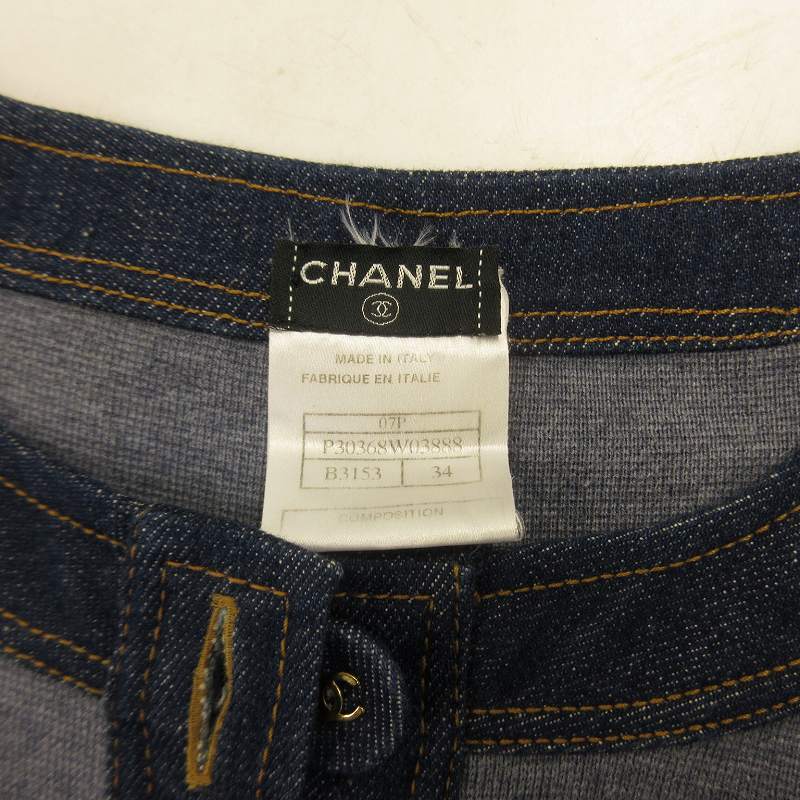 CHANEL
MADE IN ITALY
FABRIQUE EN ITALIE
07P
P30368W03888
B3153 34
COMPOSITION